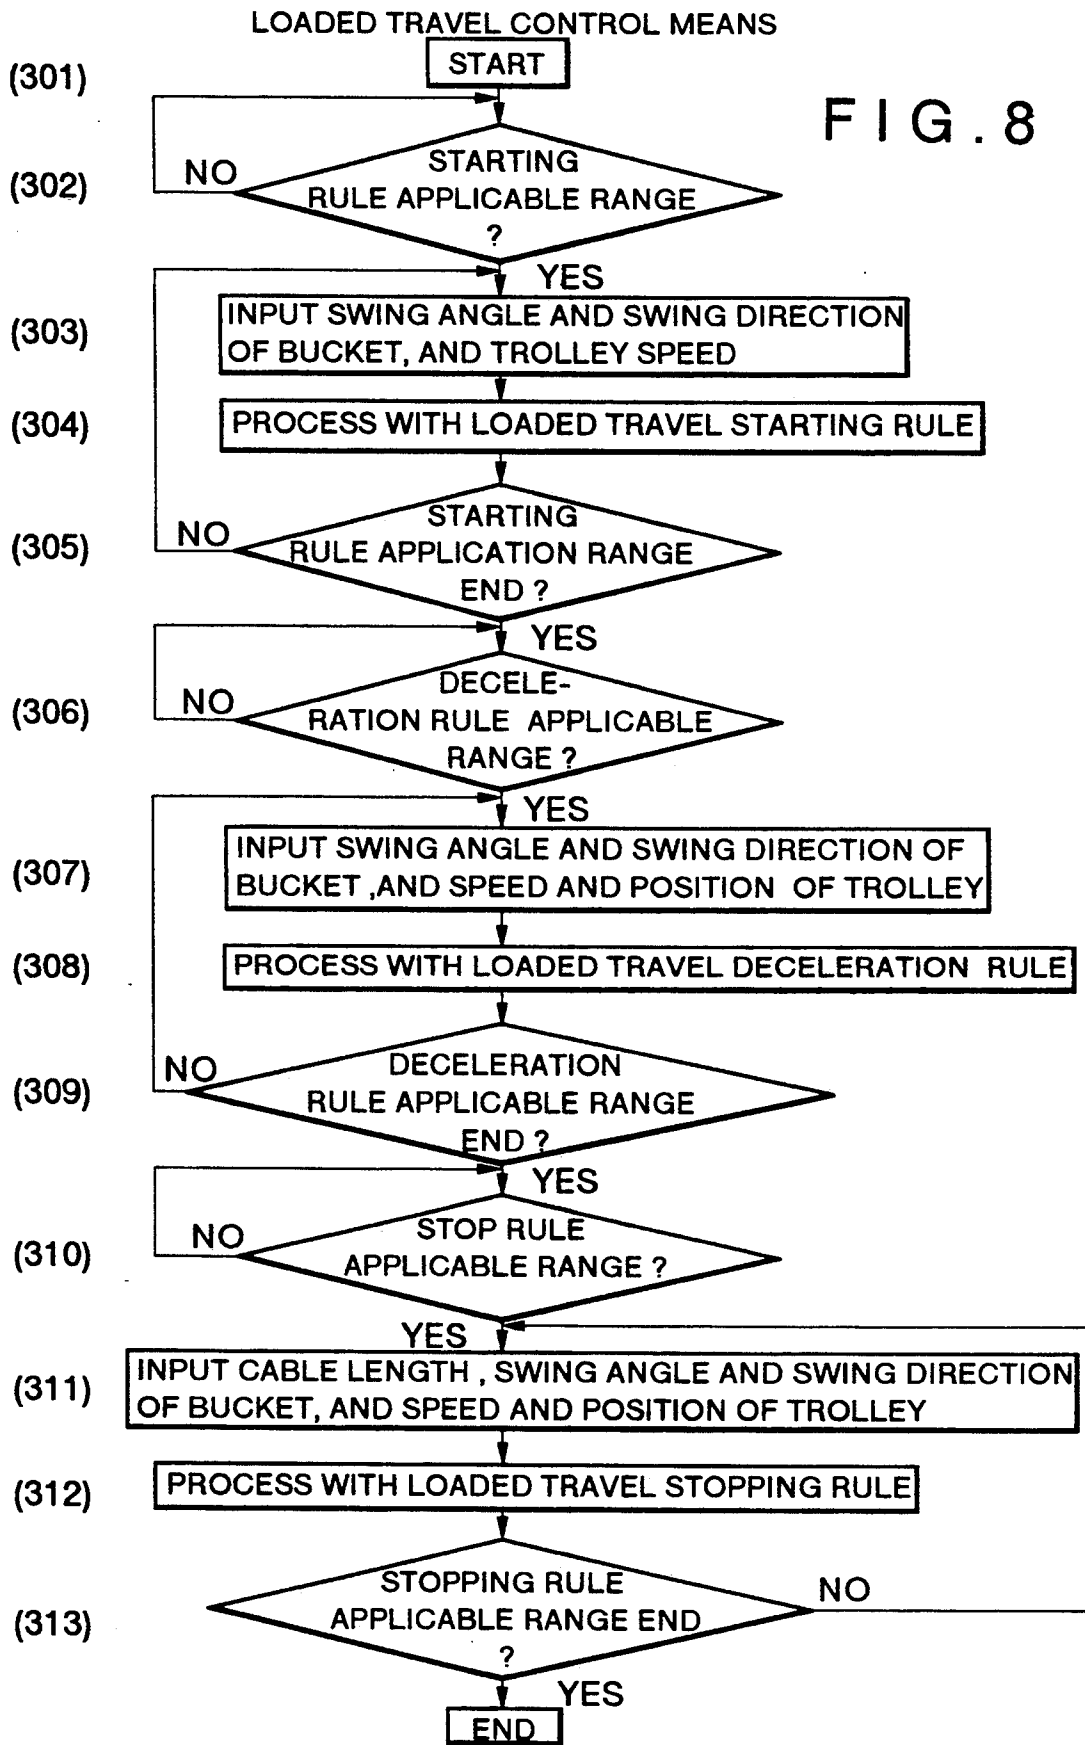 LOADED TRAVEL CONTROL MEANS
(301)
START
FIG. 8
(302)
NO
STARTING
RULE APPLICABLE RANGE
?
YES
(303)
INPUT SWING ANGLE AND SWING DIRECTION
OF BUCKET, AND TROLLEY SPEED
(304)
PROCESS WITH LOADED TRAVEL STARTING RULE
(305)
NO
STARTING
RULE APPLICATION RANGE
END ?
YES
(306)
NO
DECELE-
RATION RULE APPLICABLE
RANGE ?
YES
(307)
INPUT SWING ANGLE AND SWING DIRECTION OF
BUCKET ,AND SPEED AND POSITION OF TROLLEY
(308)
PROCESS WITH LOADED TRAVEL DECELERATION RULE
(309)
NO
DECELERATION
RULE APPLICABLE RANGE
END ?
YES
(310)
NO
STOP RULE
APPLICABLE RANGE ?
YES
(311)
INPUT CABLE LENGTH , SWING ANGLE AND SWING DIRECTION
OF BUCKET, AND SPEED AND POSITION OF TROLLEY
(312)
PROCESS WITH LOADED TRAVEL STOPPING RULE
(313)
STOPPING RULE
APPLICABLE RANGE END
?
NO
YES
END